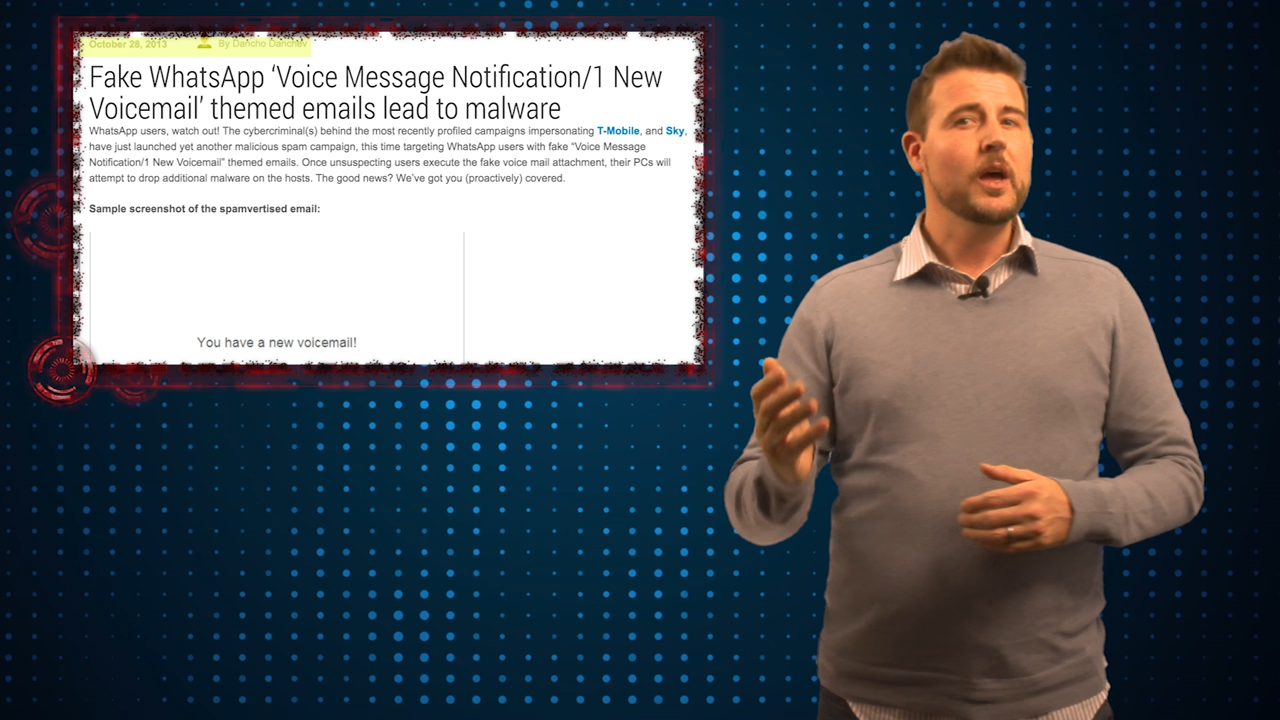 October 28, 2013 By Dancho Danchev
Fake WhatsApp ‘Voice Message Notification/1 New
Voicemail’ themed emails lead to malware
WhatsApp users, watch out! The cybercriminal(s) behind the most recently profiled campaigns impersonating T-Mobile, and Sky,
have just launched yet another malicious spam campaign, this time targeting WhatsApp users with fake “Voice Message
Notification/1 New Voicemail” themed emails. Once unsuspecting users execute the fake voice mail attachment, their PCs will
attempt to drop additional malware on the hosts. The good news? We’ve got you (proactively) covered.
Sample screenshot of the spamvertised email:
You have a new voicemail!